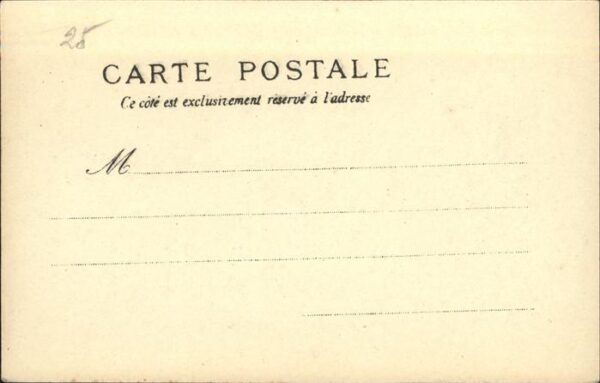 25
CARTE POSTALE
Ce côté est exclusivement réservé à l'adresse
M